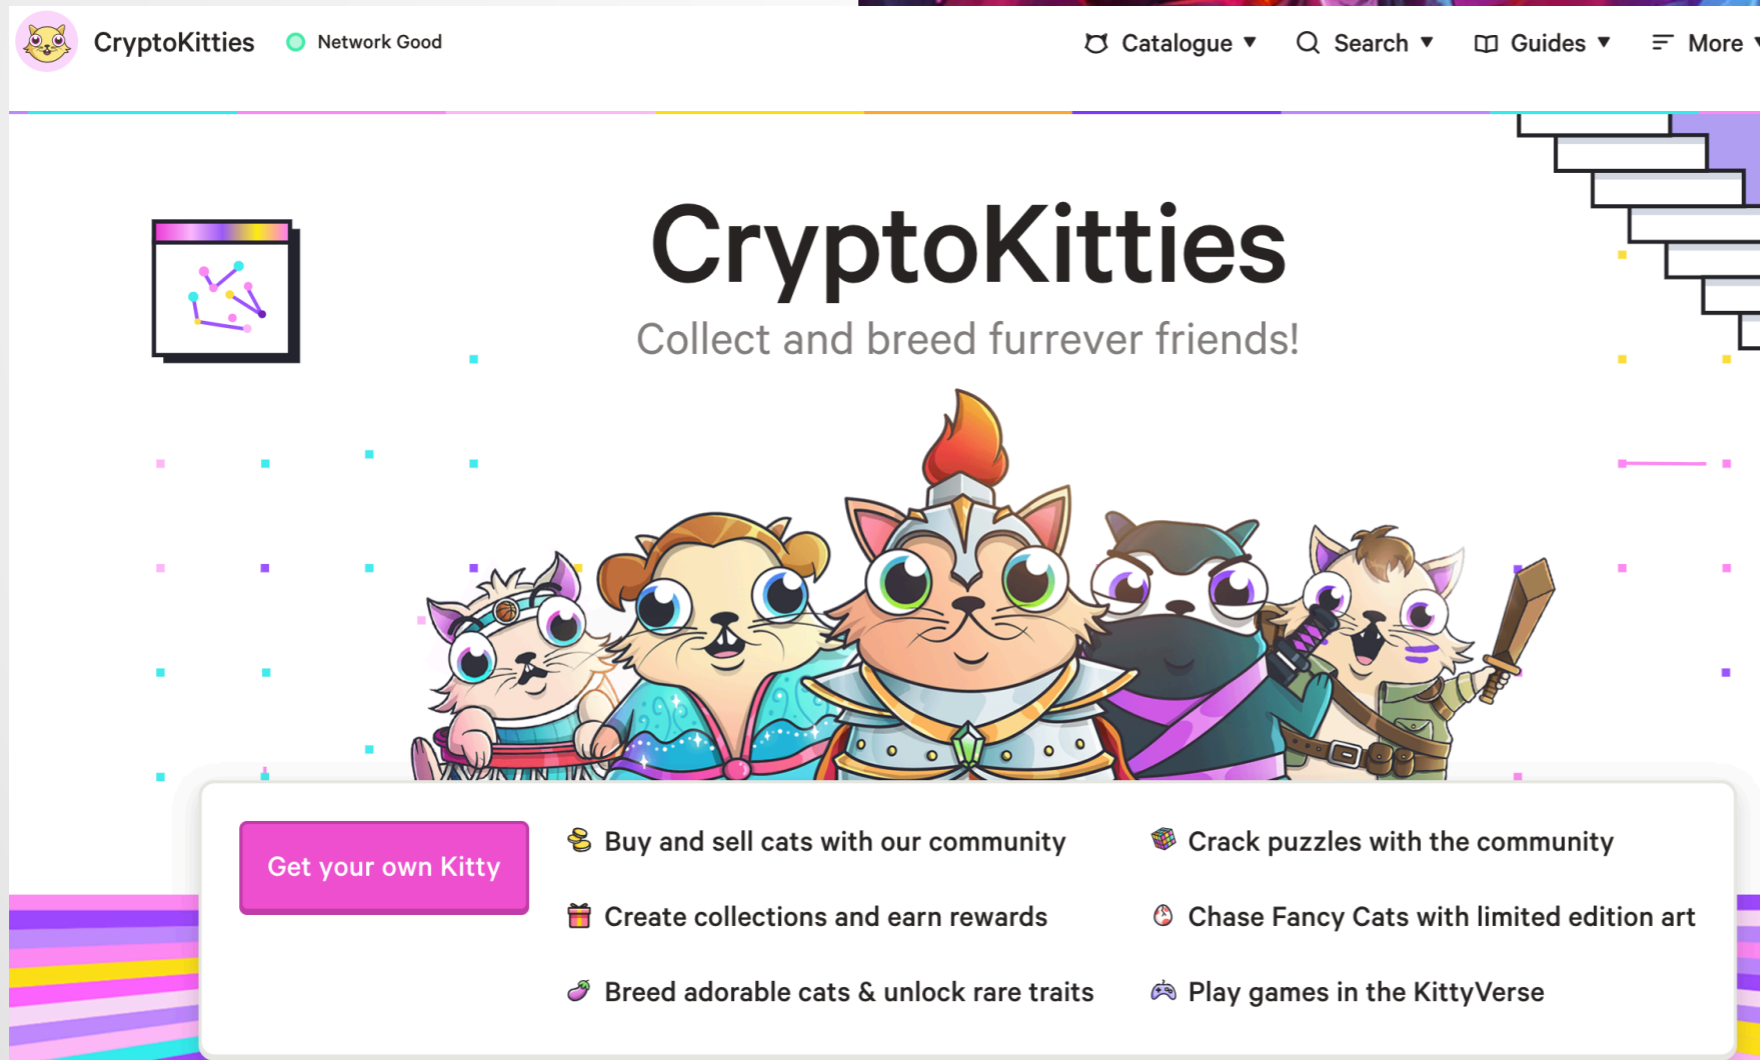 CryptoKitties
Network Good
Catalogue
Search
Guides
More
CryptoKitties
Collect and breed furrever friends!
Get your own Kitty
Buy and sell cats with our community
Create collections and earn rewards
Breed adorable cats & unlock rare traits
Crack puzzles with the community
Chase Fancy Cats with limited edition art
Play games in the KittyVerse